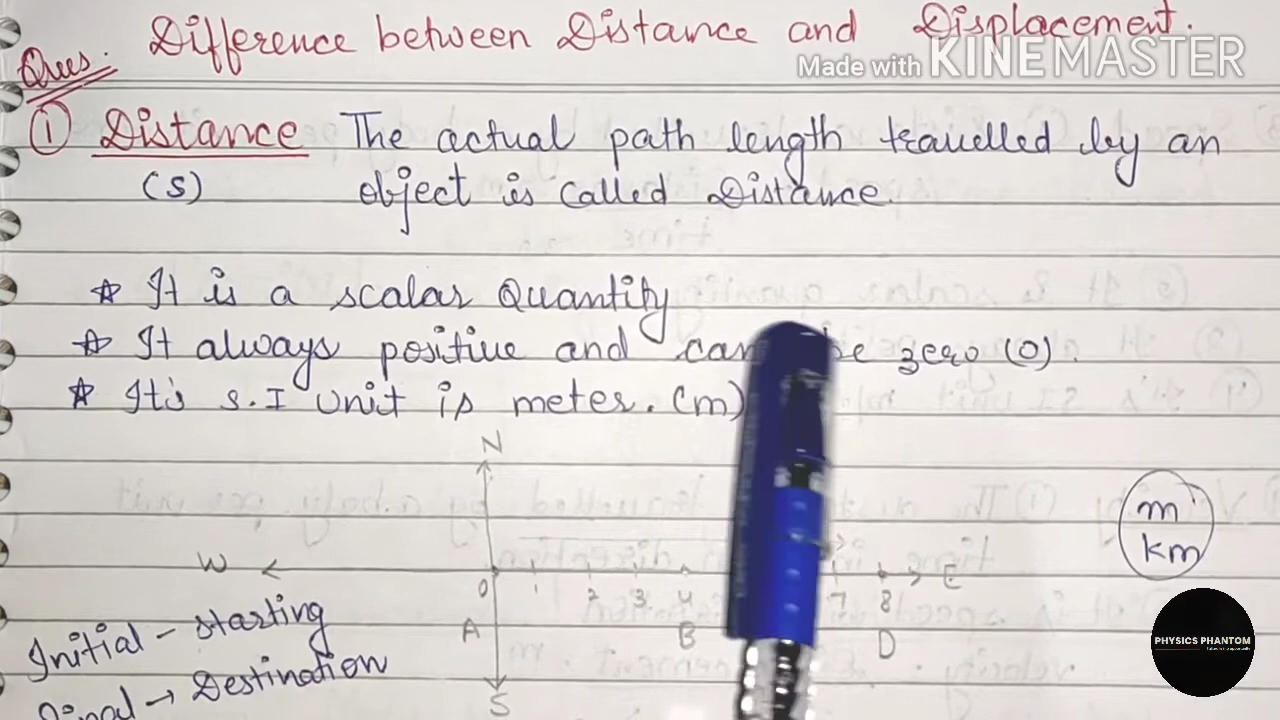 Difference between Distance and Displacement.
Ques.
Made with KINEMASTER
① Distance The actual path length travelled by an
(S) object is called Distance.
☆ It is a scalar Quantity
☆ It always positive and can be zero (0).
☆ It's S.I Unit is meter. (m)
N
m
km
W E
0 1 2 3 4 7 8
A B D
Initial - starting
→ Destination
S
PHYSICS PHANTOM